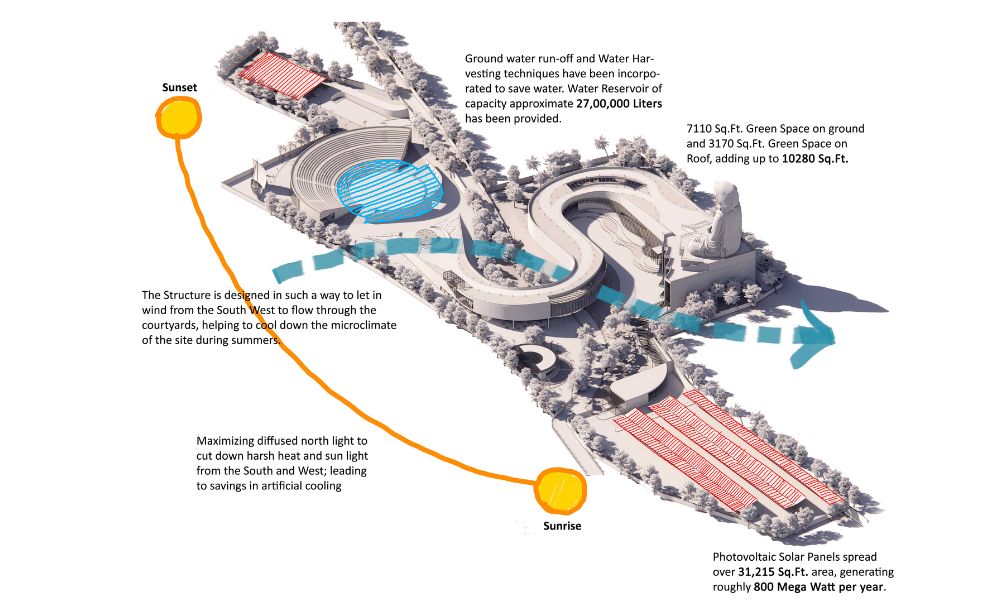 Ground water run-off and Water Har-
vesting techniques have been incorpo-
rated to save water. Water Reservoir of
capacity approximate 27,00,000 Liters
has been provided.
Sunset
7110 Sq.Ft. Green Space on ground
and 3170 Sq.Ft. Green Space on
Roof, adding up to 10280 Sq.Ft.
The Structure is designed in such a way to let in
wind from the South West to flow through the
courtyards, helping to cool down the microclimate
of the site during summers.
Maximizing diffused north light to
cut down harsh heat and sun light
from the South and West; leading
to savings in artificial cooling
Sunrise
Photovoltaic Solar Panels spread
over 31,215 Sq.Ft. area, generating
roughly 800 Mega Watt per year.